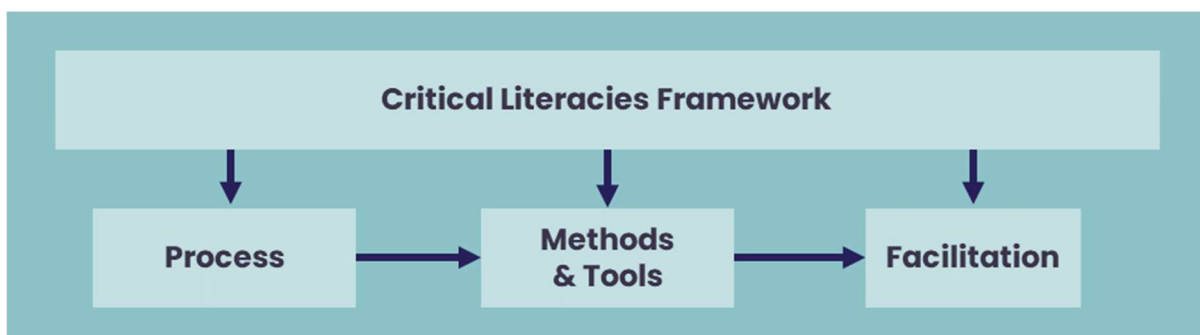 Critical Literacies Framework
Process
Methods
& Tools
Facilitation